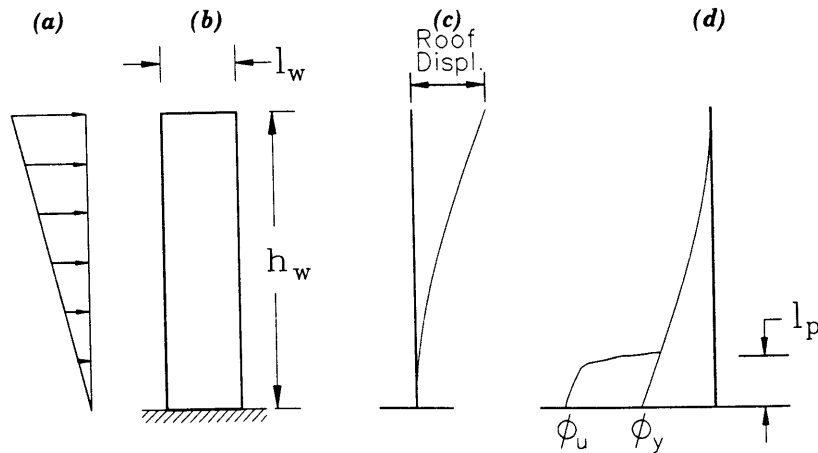 (a)
(b)
(c)
(d)
l_w
Roof
Displ.
h_w
l_p
ϕ_u
ϕ_y